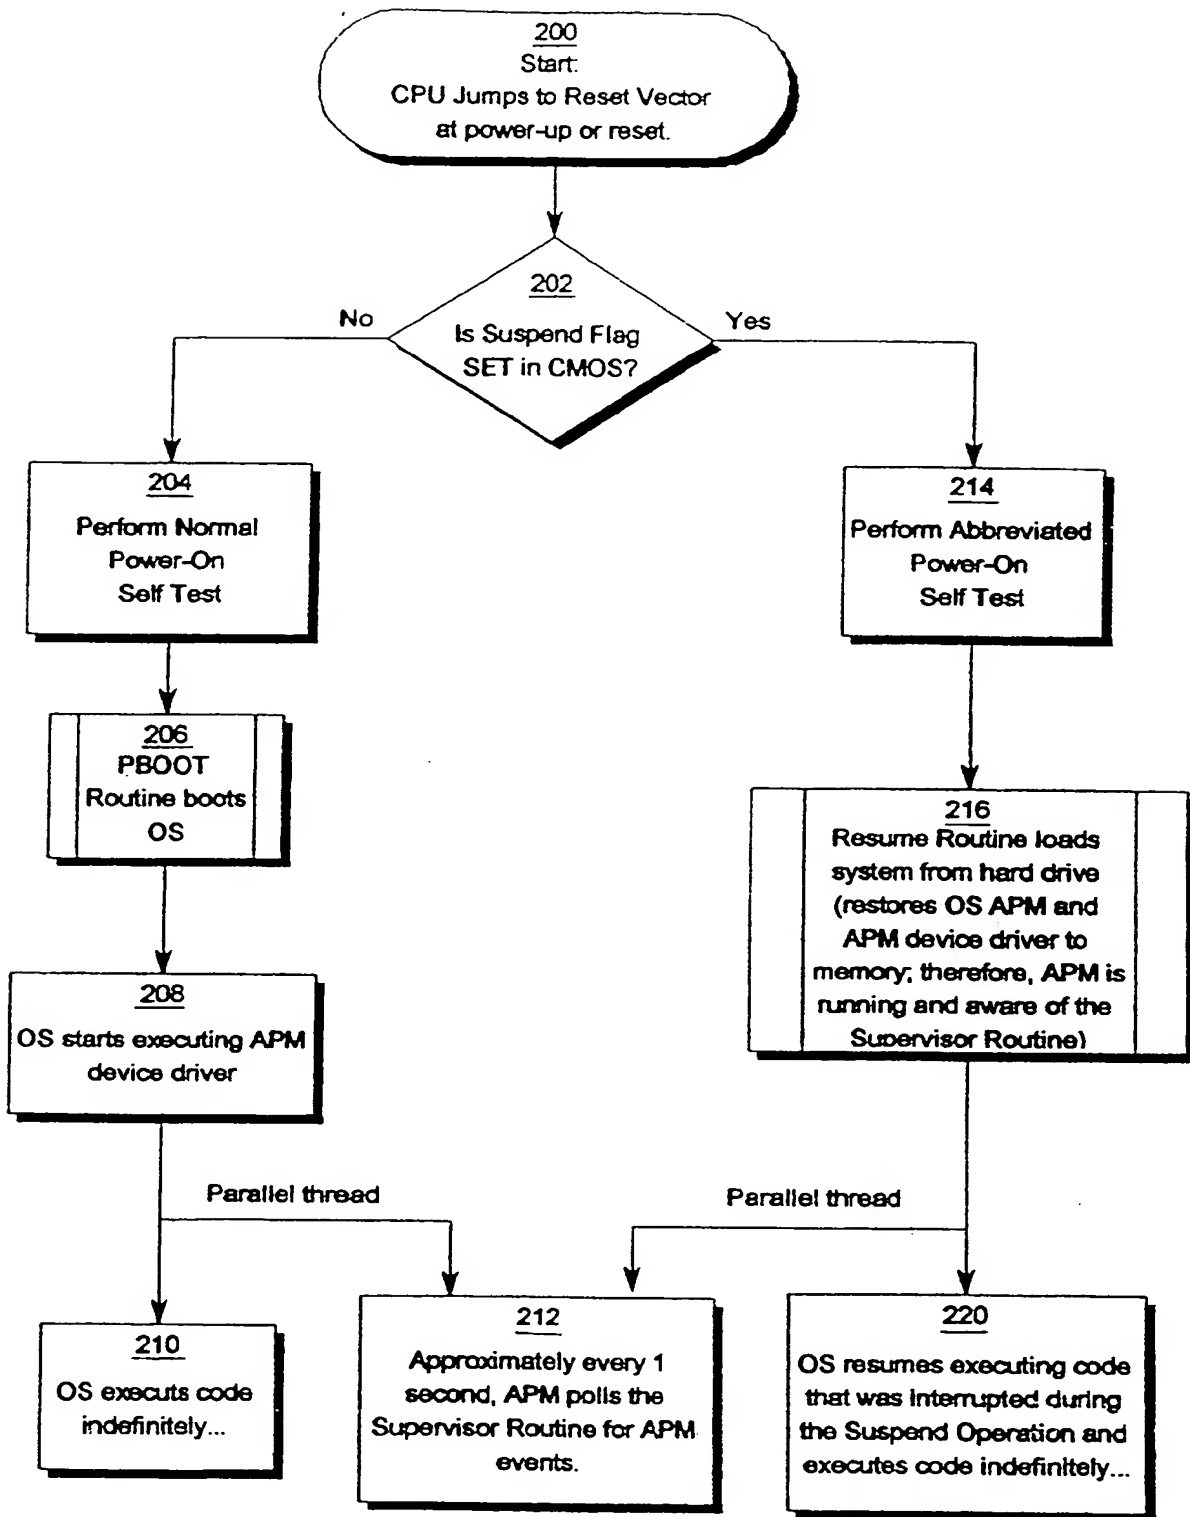 200
Start:
CPU Jumps to Reset Vector
at power-up or reset.
202
Is Suspend Flag
SET in CMOS?
No
Yes
204
Perform Normal
Power-On
Self Test
214
Perform Abbreviated
Power-On
Self Test
206
PBOOT
Routine boots
OS
216
Resume Routine loads
system from hard drive
(restores OS APM and
APM device driver to
memory; therefore, APM is
running and aware of the
Supervisor Routine)
208
OS starts executing APM
device driver
Parallel thread
Parallel thread
210
OS executs code
indefinitely...
212
Approximately every 1
second, APM polls the
Supervisor Routine for APM
events.
220
OS resumes executing code
that was Interrupted during
the Suspend Operation and
executes code indefinitely...